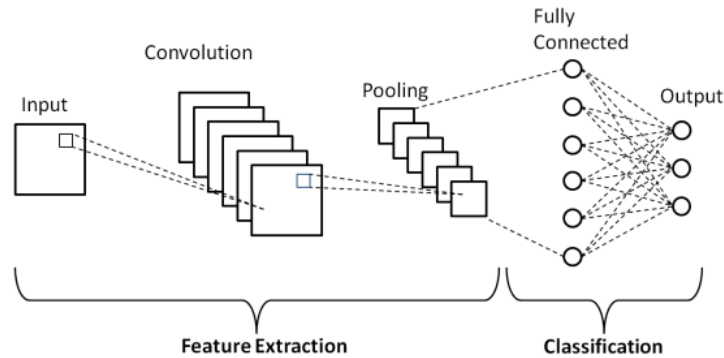 Fully
Connected
Convolution
Pooling
Input
Output
Feature Extraction
Classification